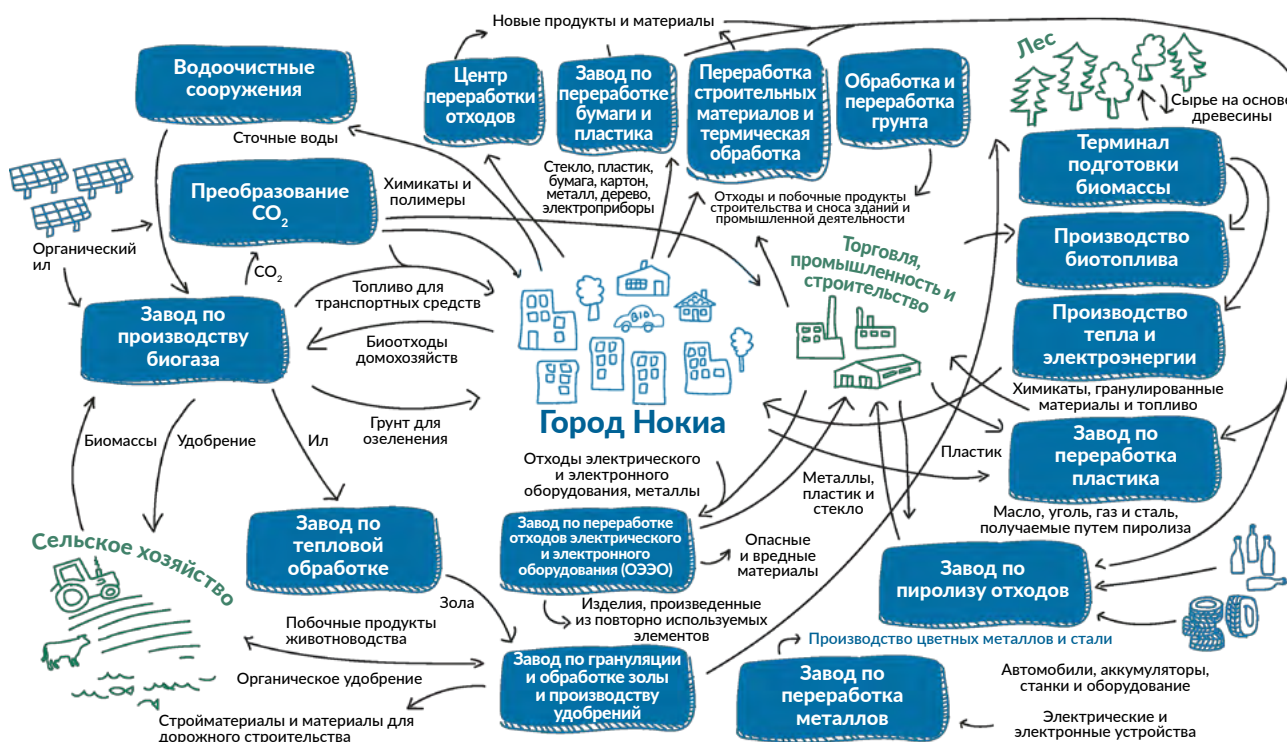 Новые продукты и материалы
Водоочистные
сооружения
Центр
переработки
отходов
Завод по
переработке
бумаги и
пластика
Переработка
строительных
материалов и
термическая
обработка
Обработка и
переработка
грунта
Лес
Сырье на основе
древесины
Сточные воды
Терминал
подготовки
биомассы
Преобразование
CO2
Химикаты и
полимеры
Стекло, пластик,
бумага, картон,
металл, дерево,
электроприборы
Отходы и побочные продукты
строительства и сноса зданий и
промышленной деятельности
Органический
ил
CO2
Торговля,
промышленность и
строительство
Производство
биотоплива
Топливо для
транспортных средств
BIO
Завод по
производству
биогаза
Биоотходы
домохозяйств
Производство
тепла и
электроэнергии
Химикаты, гранулированные
материалы и топливо
Город Нокиа
Биомассы
Удобрение
Ил
Грунт для
озеленения
Пластик
Завод по
переработка
пластика
Отходы электрического
и электронного
оборудования, металлы
Металлы,
пластик и
стекло
Масло, уголь, газ и сталь,
получаемые путем пиролиза
Сельское хозяйство
Завод по
тепловой
обработке
Завод по переработке
отходов электрического
и электронного
оборудования (ОЭЭО)
Опасные
и вредные
материалы
Завод по
пиролизу отходов
Зола
Изделия, произведенные
из повторно используемых
элементов
Побочные продукты
животноводства
Производство цветных металлов и стали
Органическое удобрение
Завод по грануляции
и обработке золы
и производству
удобрений
Завод по
переработка
металлов
Автомобили, аккумуляторы,
станки и оборудование
Стройматериалы и материалы для
дорожного строительства
Электрические и
электронные устройства